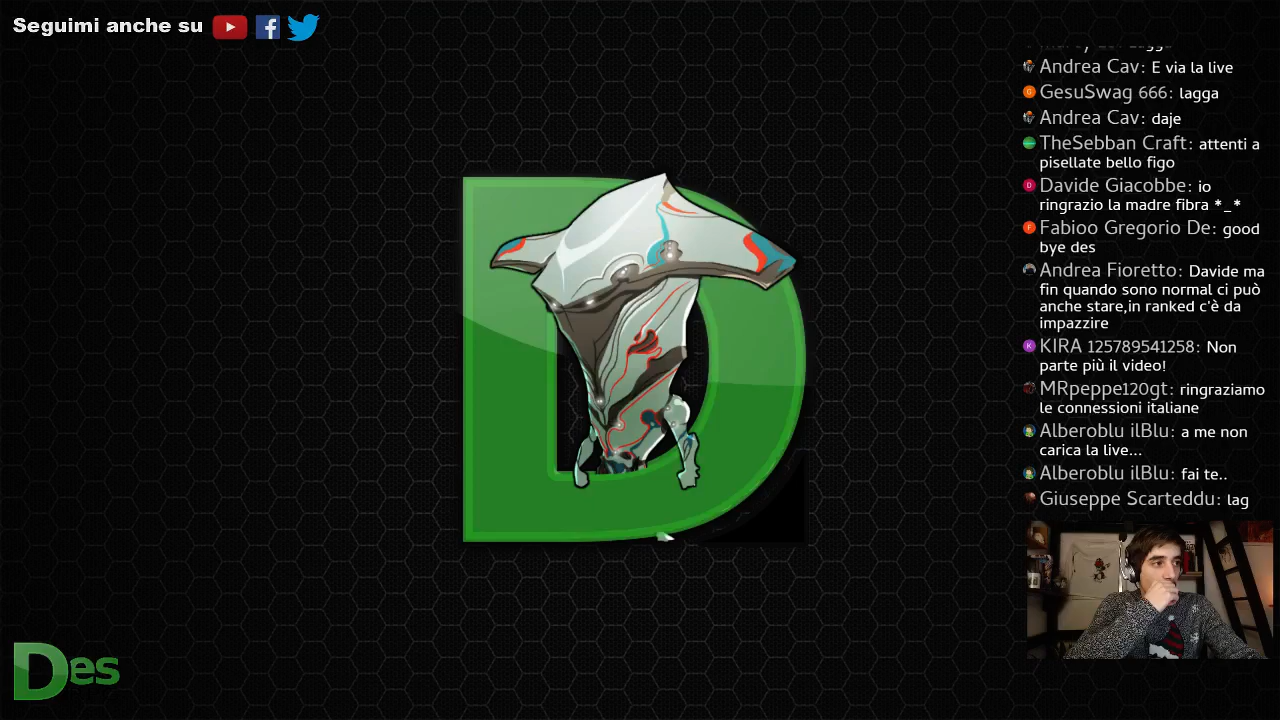 Seguimi anche su
Andrea Cav: E via la live
GesuSwag 666: lagga
Andrea Cav: daje
TheSebban Craft: attenti a
pisellate bello figo
Davide Giacobbe: io
ringrazio la madre fibra *_*
Fabioo Gregorio De: good
bye des
Andrea Fioretto: Davide ma
fin quando sono normal ci può
anche stare,in ranked c'è da
impazzire
KIRA 125789541258: Non
parte più il video!
MRpeppe120gt: ringraziamo
le connessioni italiane
Alberoblu ilBlu: a me non
carica la live...
Alberoblu ilBlu: fai te..
Giuseppe Scarteddu: lag
D
Des